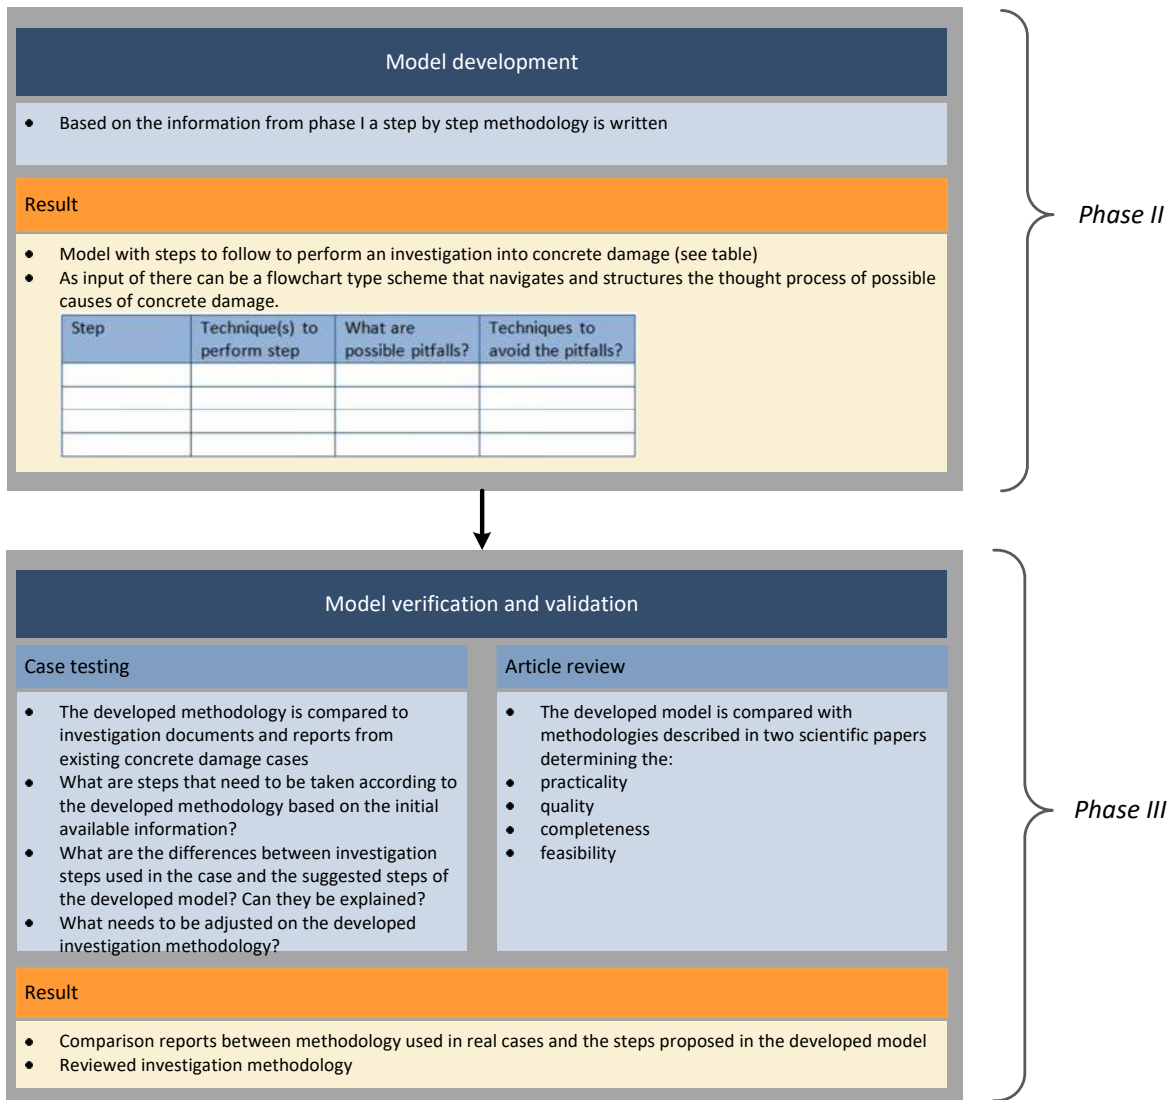 Model development
• Based on the information from phase I a step by step methodology is written
Result
• Model with steps to follow to perform an investigation into concrete damage (see table)
• As input of there can be a flowchart type scheme that navigates and structures the thought process of possible
causes of concrete damage.
Step Technique(s) to What are Techniques to
perform step possible pitfalls? avoid the pitfalls?
Phase II
Model verification and validation
Case testing
• The developed methodology is compared to
investigation documents and reports from
existing concrete damage cases
• What are steps that need to be taken according to
the developed methodology based on the initial
available information?
• What are the differences between investigation
steps used in the case and the suggested steps of
the developed model? Can they be explained?
• What needs to be adjusted on the developed
investigation methodology?
Article review
• The developed model is compared with
methodologies described in two scientific papers
determining the:
• practicality
• quality
• completeness
• feasibility
Result
• Comparison reports between methodology used in real cases and the steps proposed in the developed model
• Reviewed investigation methodology
Phase III